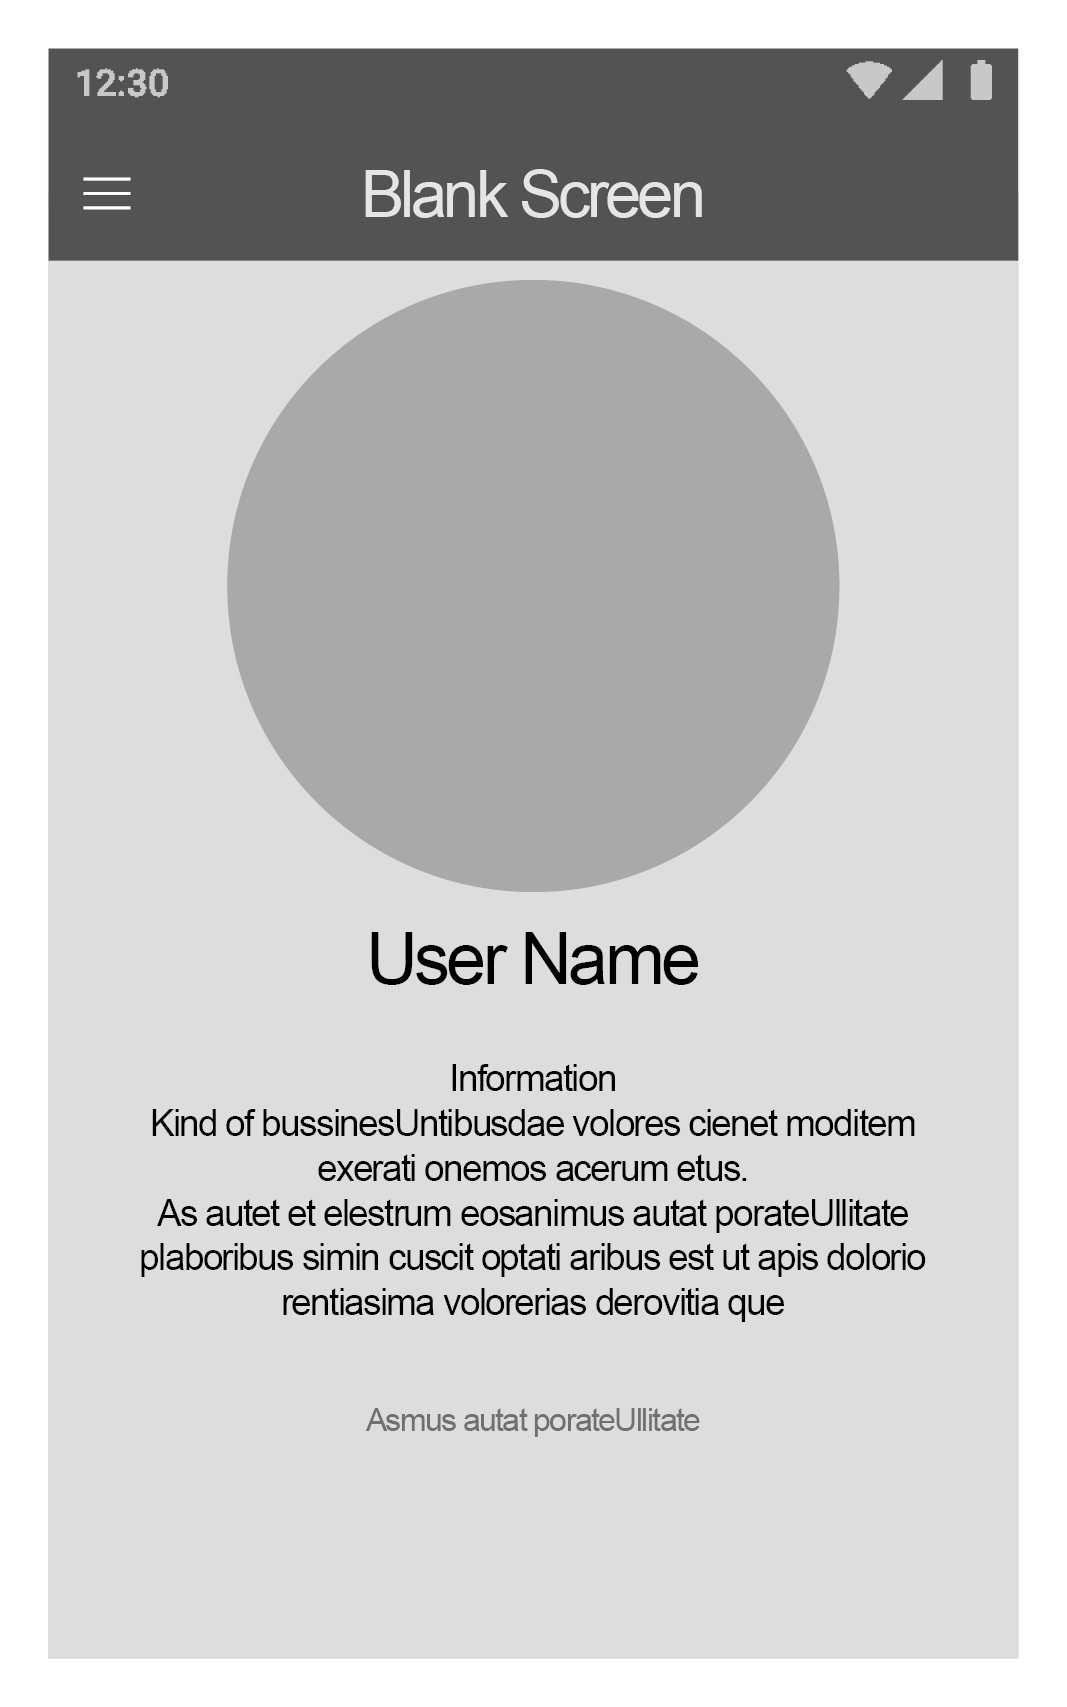 12:30
Blank Screen
User Name
Information
Kind of bussinesUntibusdae volores cienet moditem
exerati onemos acerum etus.
As autet et elestrum eosanimus autat porateUllitate
plaboribus simin cuscit optati aribus est ut apis dolorio
rentiasima volorerias derovitia que
Asmus autat porateUllitate